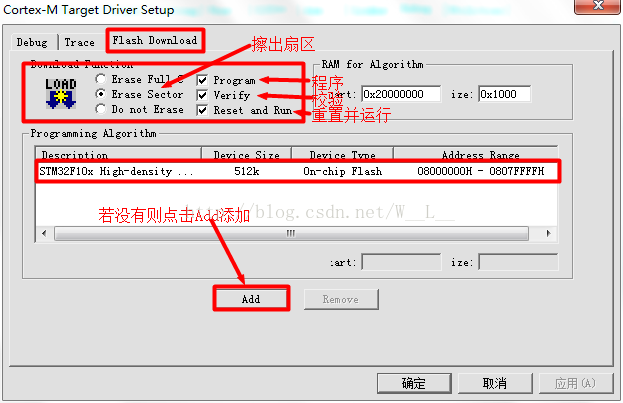 Cortex-M Target Driver Setup
Debug
Trace
Flash Download
擦出扇区
Download Function
LOAD
Erase Full C
Erase Sector
Do not Erase
Program
Verify
Reset and Run
程序
校验
重置并运行
RAM for Algorithm
art:
0x20000000
ize:
0x1000
Programming Algorithm
Description
Device Size
Device Type
Address Range
STM32F10x High-density ...
512k
On-chip Flash
08000000H - 0807FFFFH
若没有则点击Add添加
http://blog.csdn.net/W__L__
art:
ize:
Add
Remove
确定
取消
应用(A)